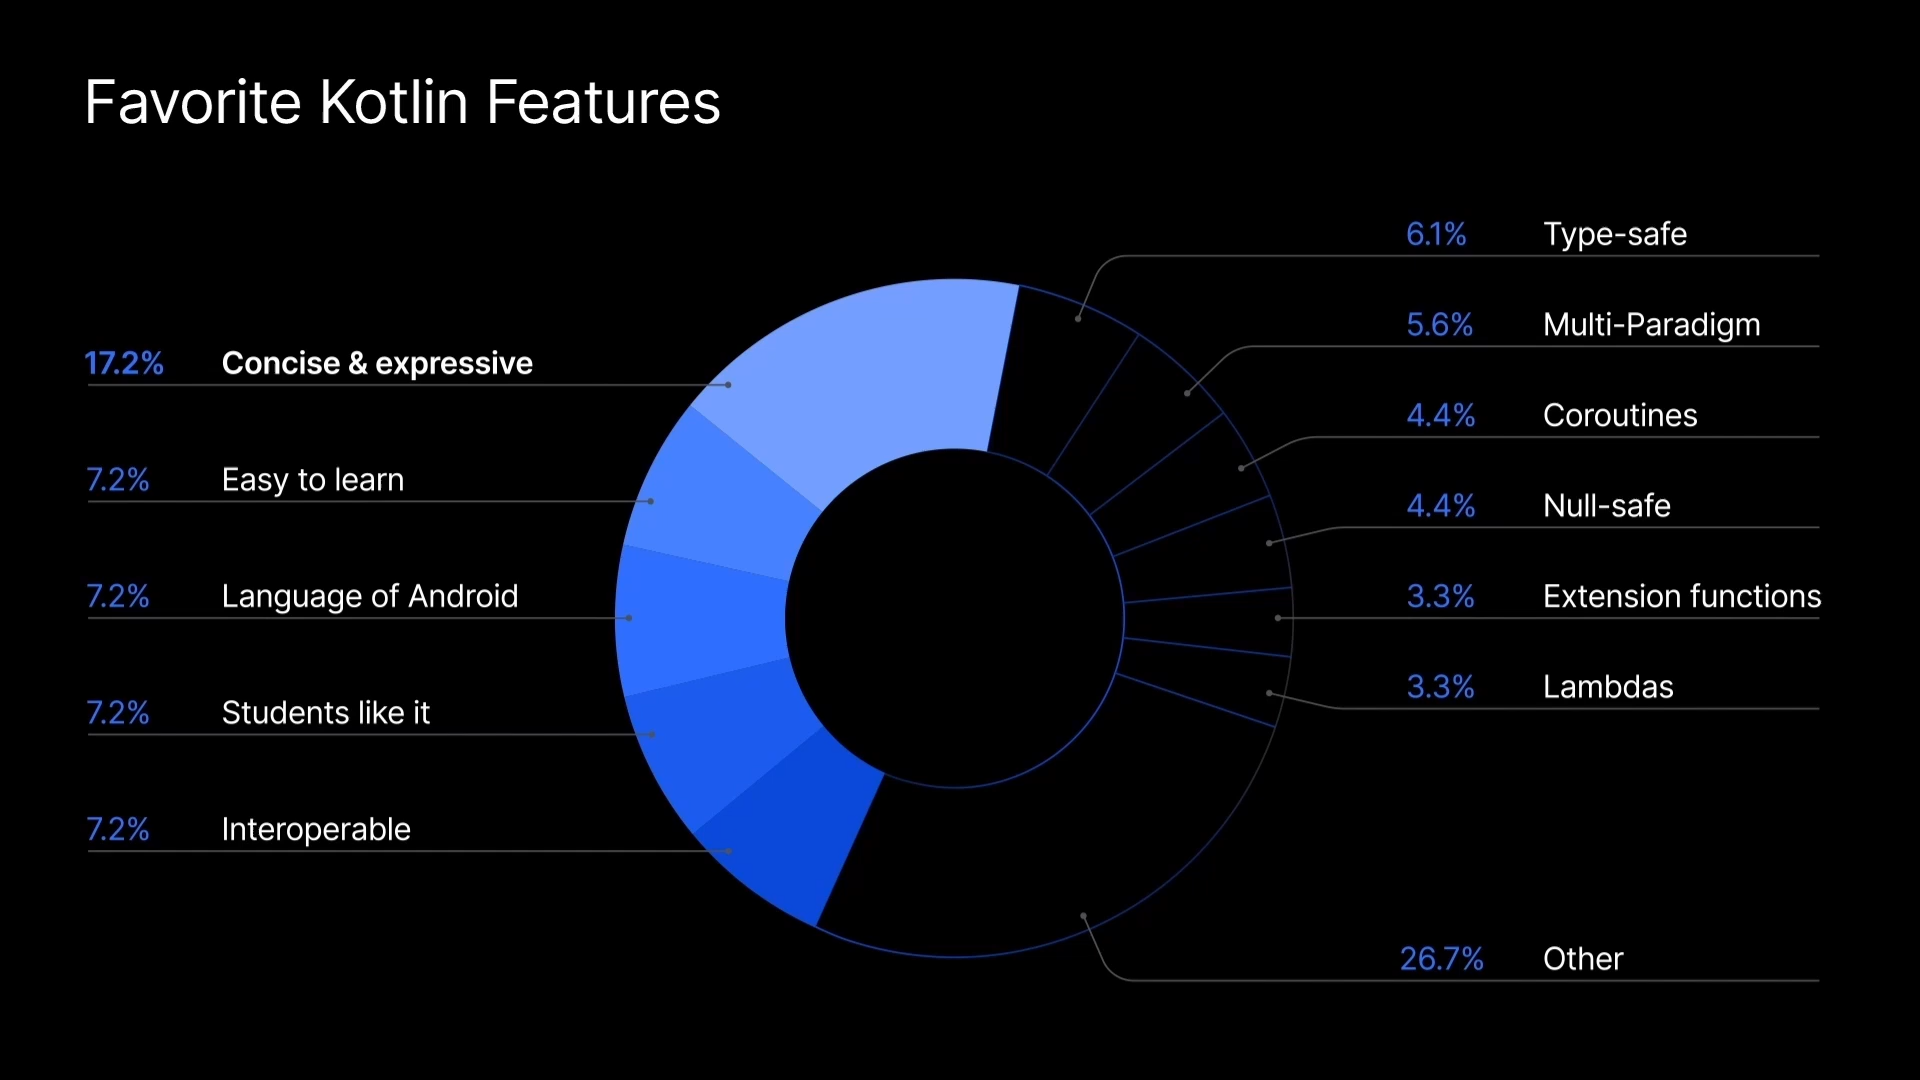 Favorite Kotlin Features
17.2% Concise & expressive
7.2% Easy to learn
7.2% Language of Android
7.2% Students like it
7.2% Interoperable
6.1% Type-safe
5.6% Multi-Paradigm
4.4% Coroutines
4.4% Null-safe
3.3% Extension functions
3.3% Lambdas
26.7% Other